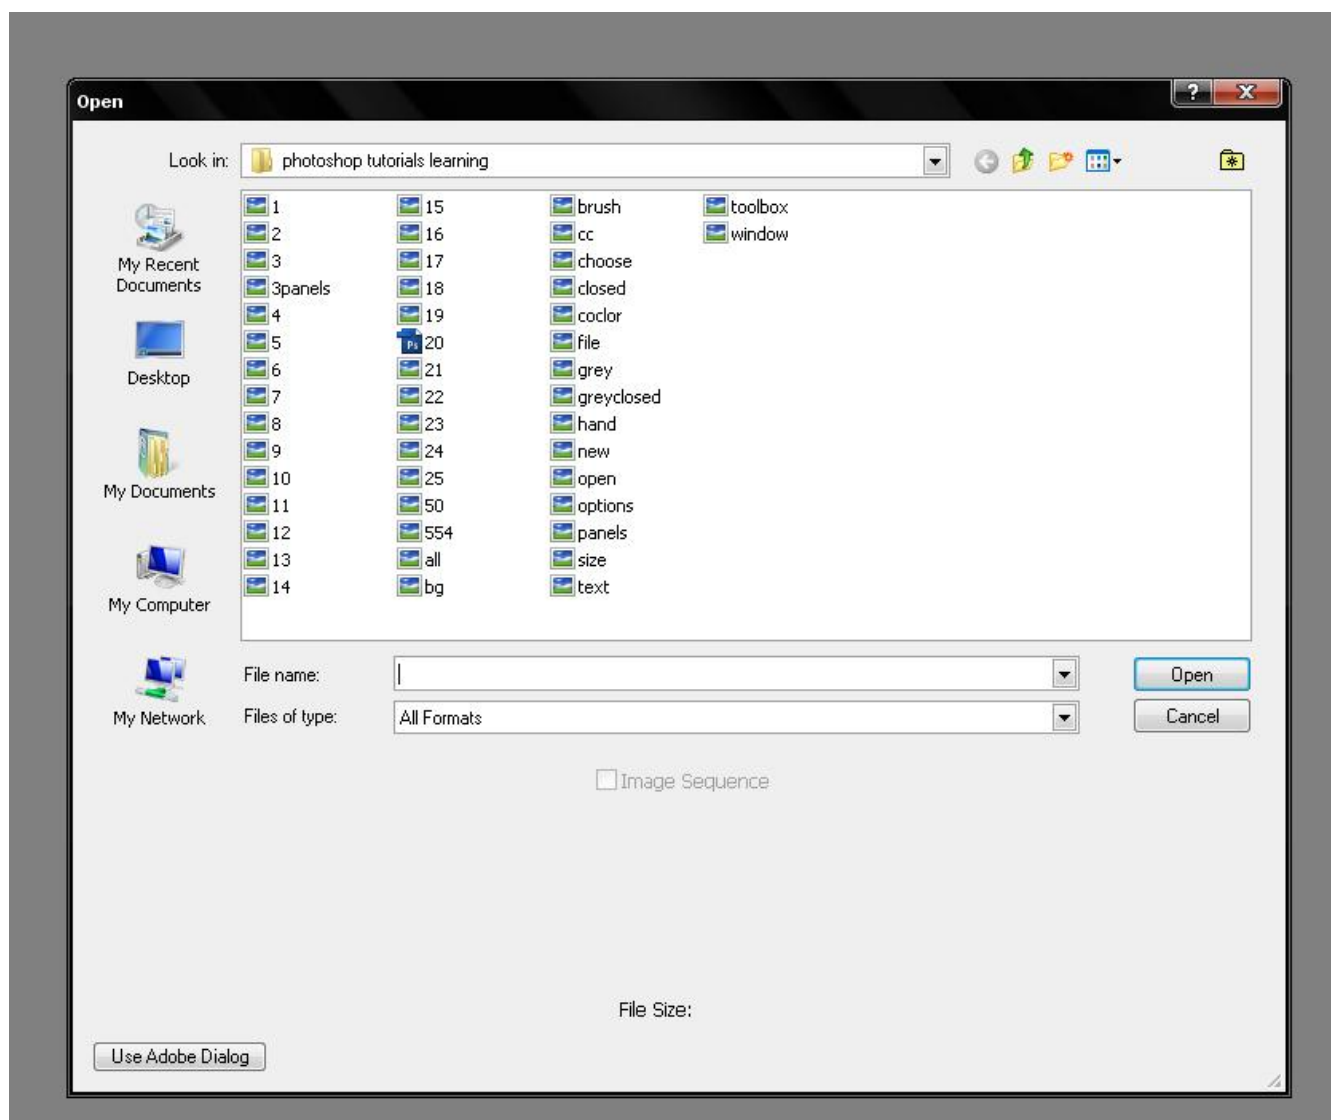 Open
Look in: photoshop tutorials learning
My Recent
Documents
Desktop
My Documents
My Computer
My Network
1
2
3
3panels
4
5
6
7
8
9
10
11
12
13
14
15
16
17
18
19
Ps 20
21
22
23
24
25
50
554
all
bg
brush
cc
choose
closed
coclor
file
grey
greyclosed
hand
new
open
options
panels
size
text
toolbox
window
File name: Open
Files of type: All Formats Cancel
Image Sequence
File Size:
Use Adobe Dialog